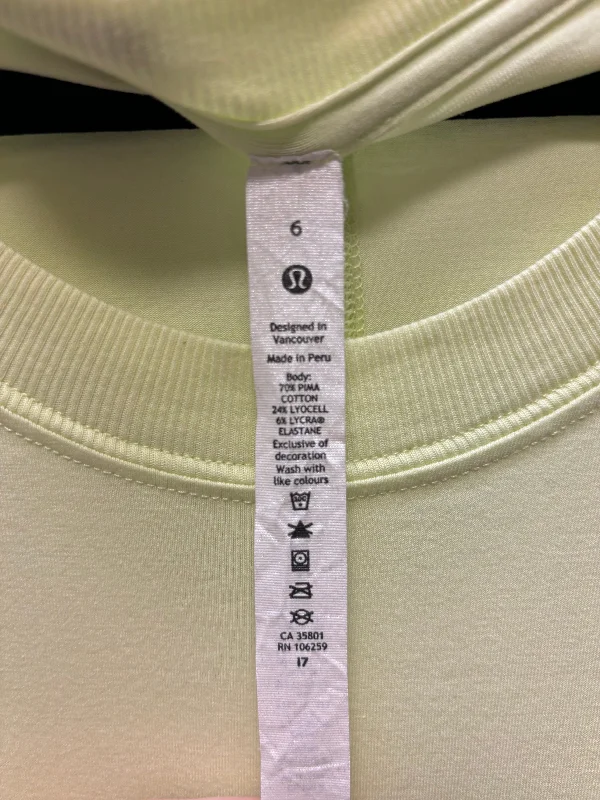 6
Designed in
Vancouver
Made in Peru
Body:
70% PIMA
COTTON
24% LYOCELL
6% LYCRA®
ELASTANE
Exclusive of
decoration
Wash with
like colours
CA 35801
RN 106259
I7